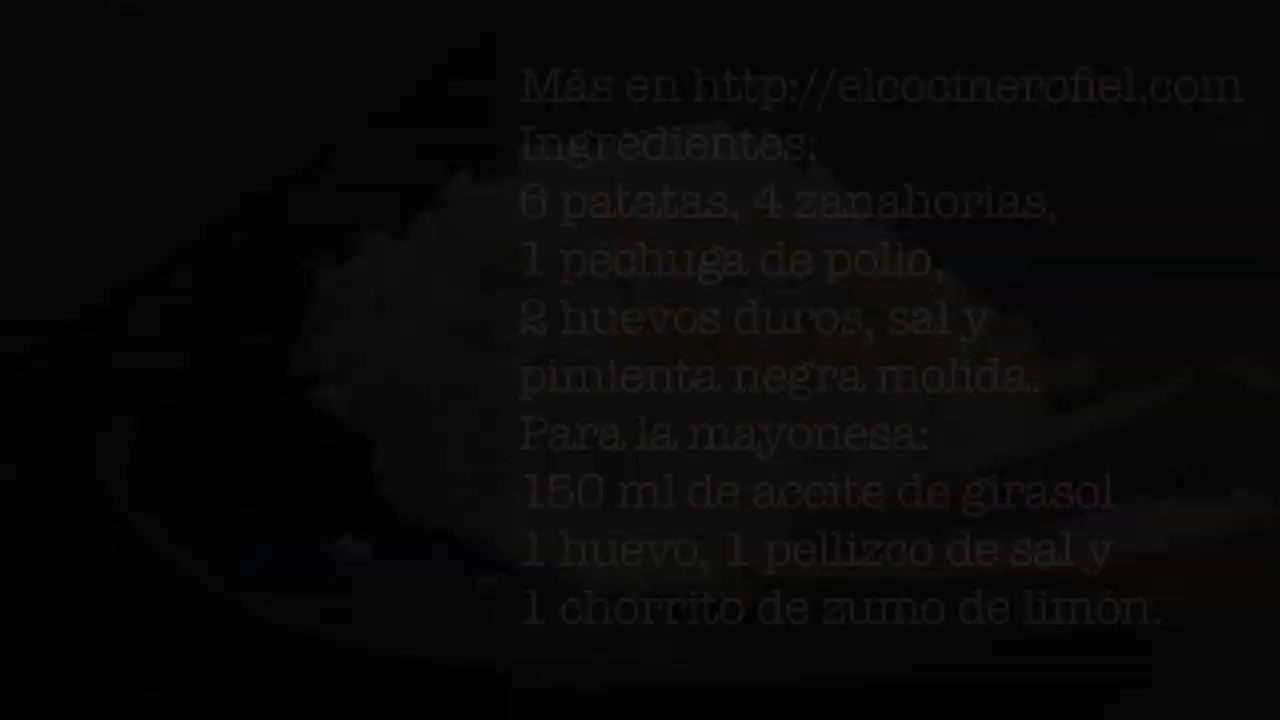 Más en http://elcocinerofiel.com
Ingredientes:
6 patatas, 4 zanahorias,
1 pechuga de pollo,
2 huevos duros, sal y
pimienta negra molida.
Para la mayonesa:
150 ml de aceite de girasol
1 huevo, 1 pellizco de sal y
1 chorrito de zumo de limón.